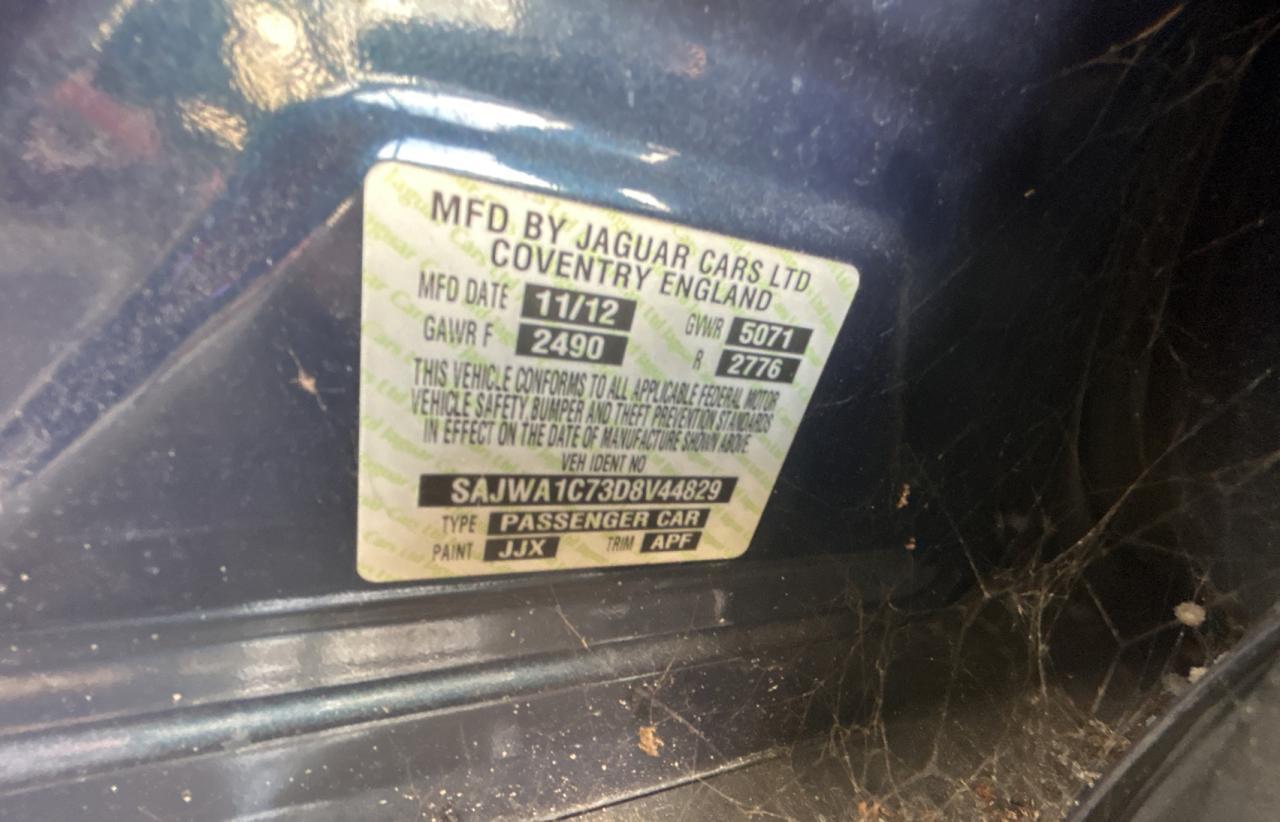 MFD BY JAGUAR CARS LTD
COVENTRY ENGLAND
MFD DATE 11/12 GVWR 5071
GAWR F 2490 R 2776
THIS VEHICLE CONFORMS TO ALL APPLICABLE FEDERAL MOTOR
VEHICLE SAFETY, BUMPER AND THEFT PREVENTION STANDARDS
IN EFFECT ON THE DATE OF MANUFACTURE SHOWN ABOVE.
VEH IDENT NO
SAJWA1C73D8V44829
TYPE PASSENGER CAR
PAINT JJX TRIM APF